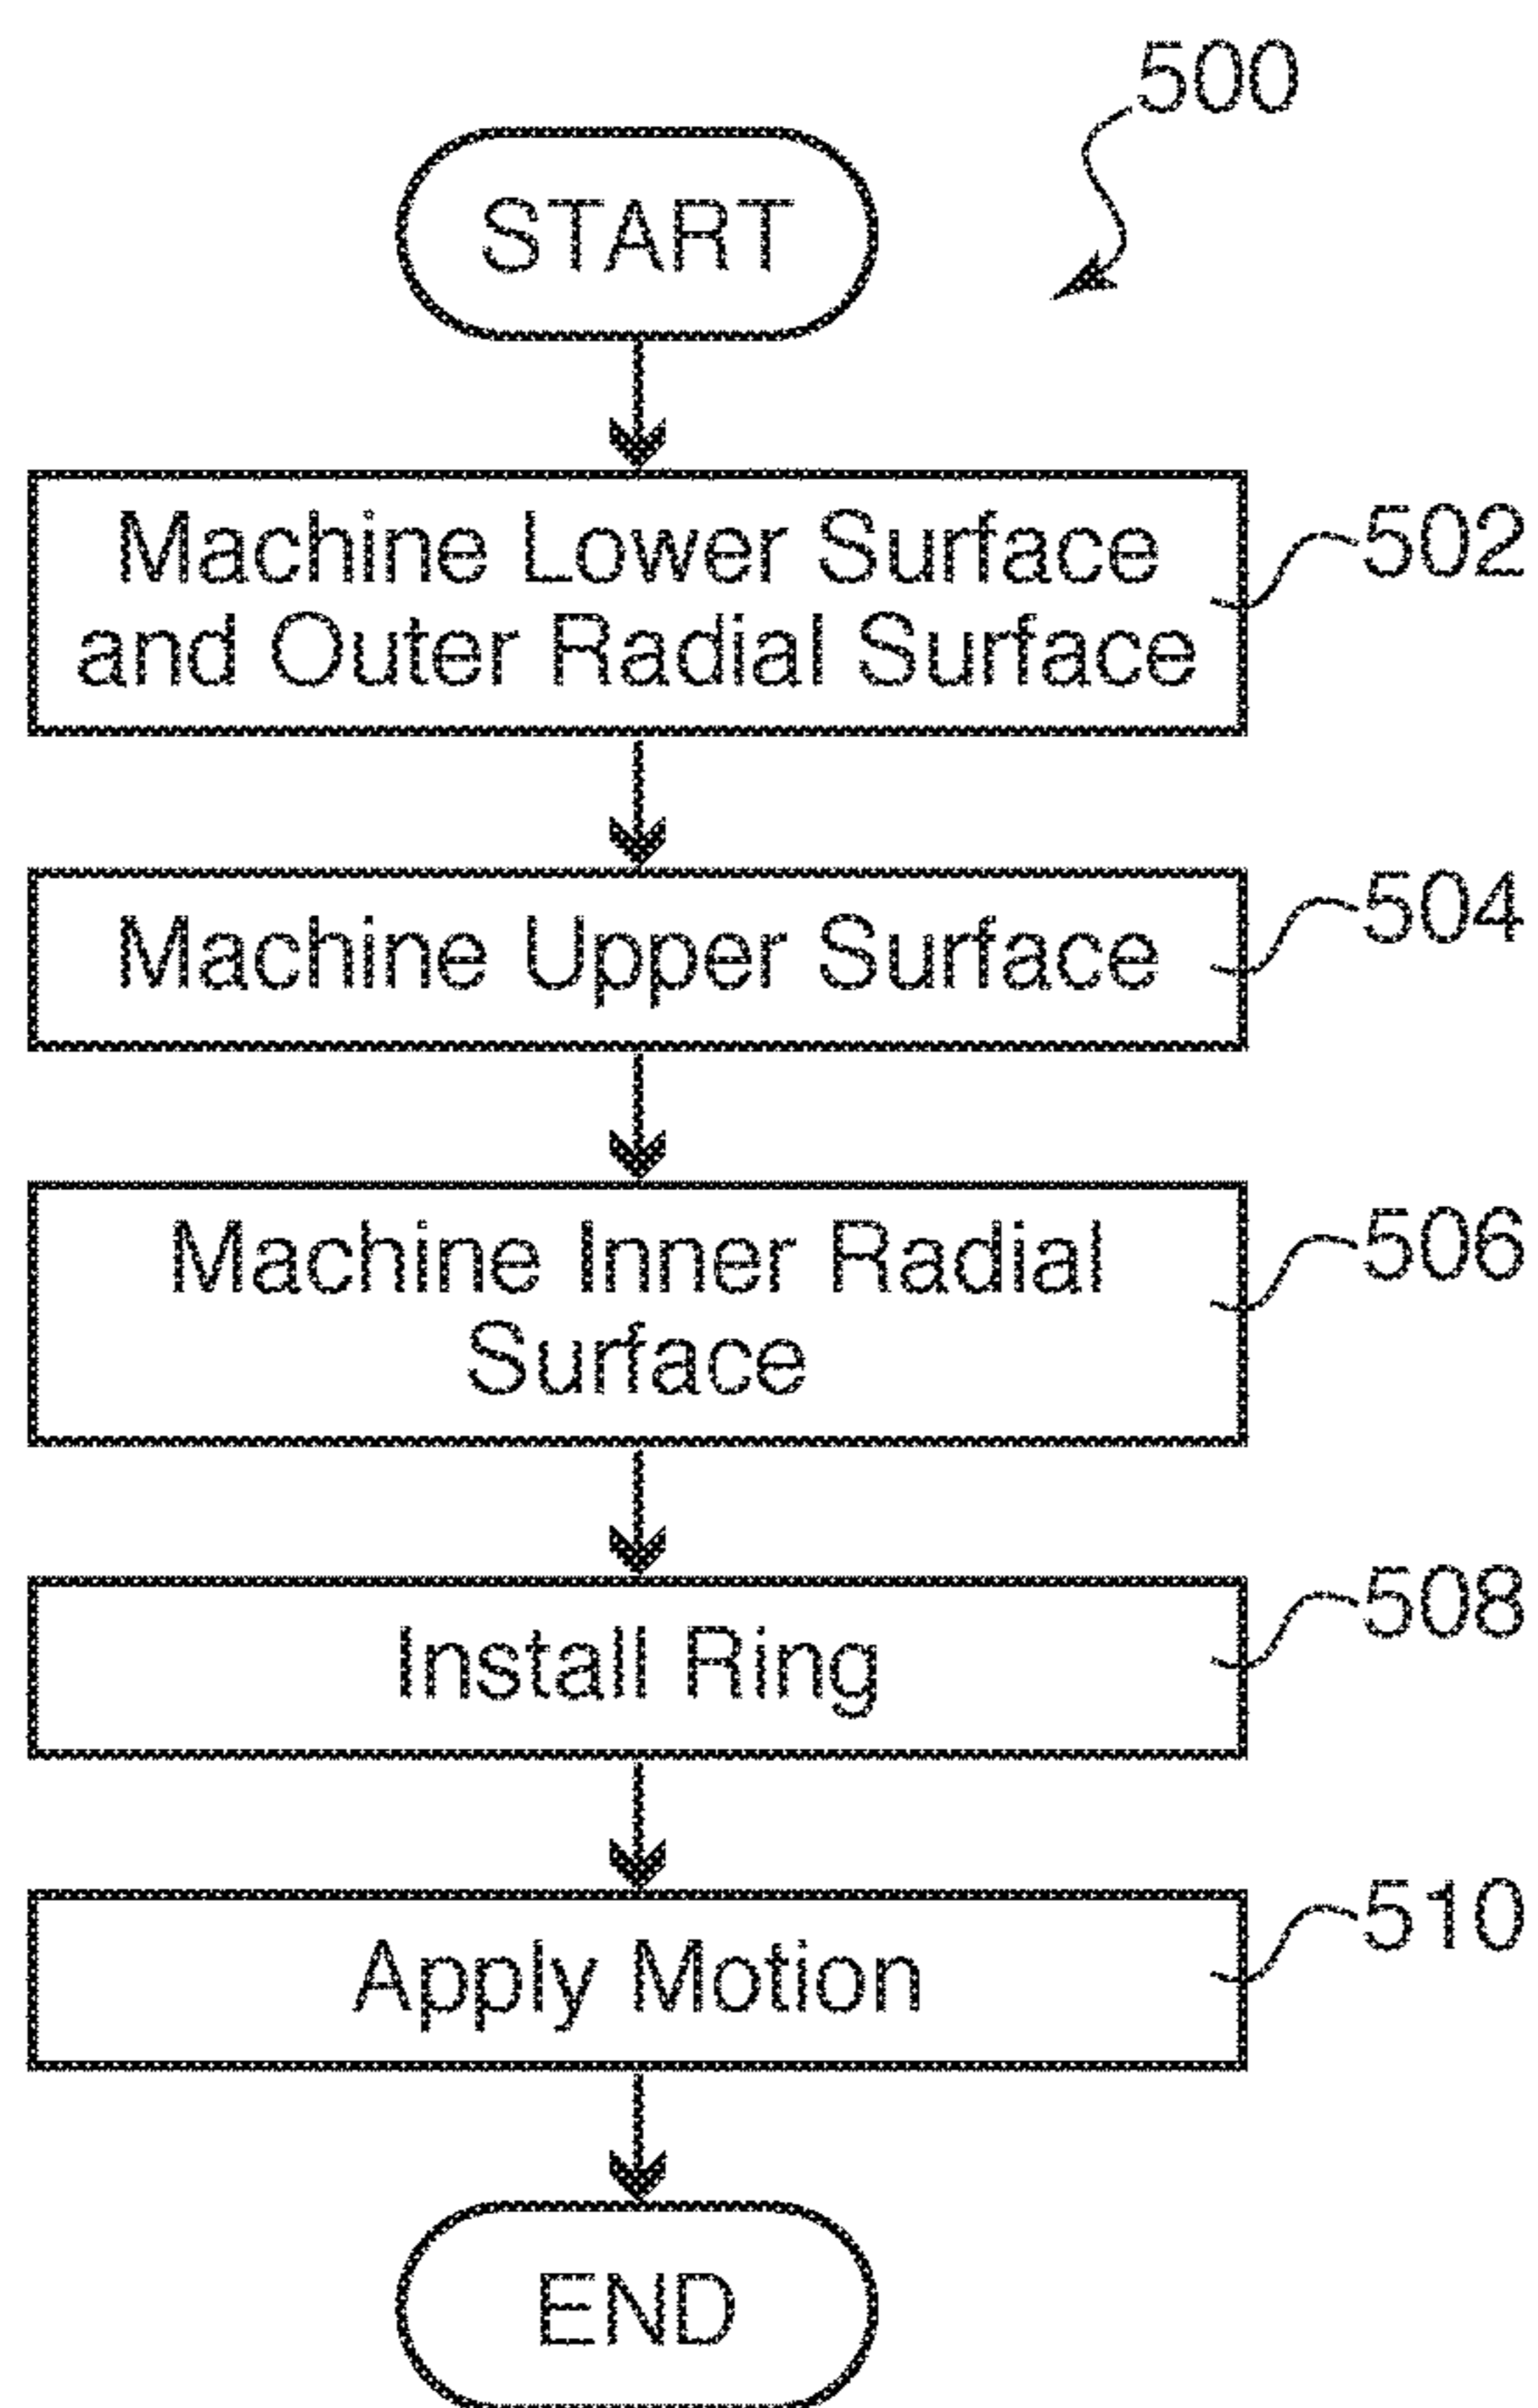 500
START
Machine Lower Surface
and Outer Radial Surface
502
Machine Upper Surface
504
Machine Inner Radial
Surface
506
Install Ring
508
Apply Motion
510
END